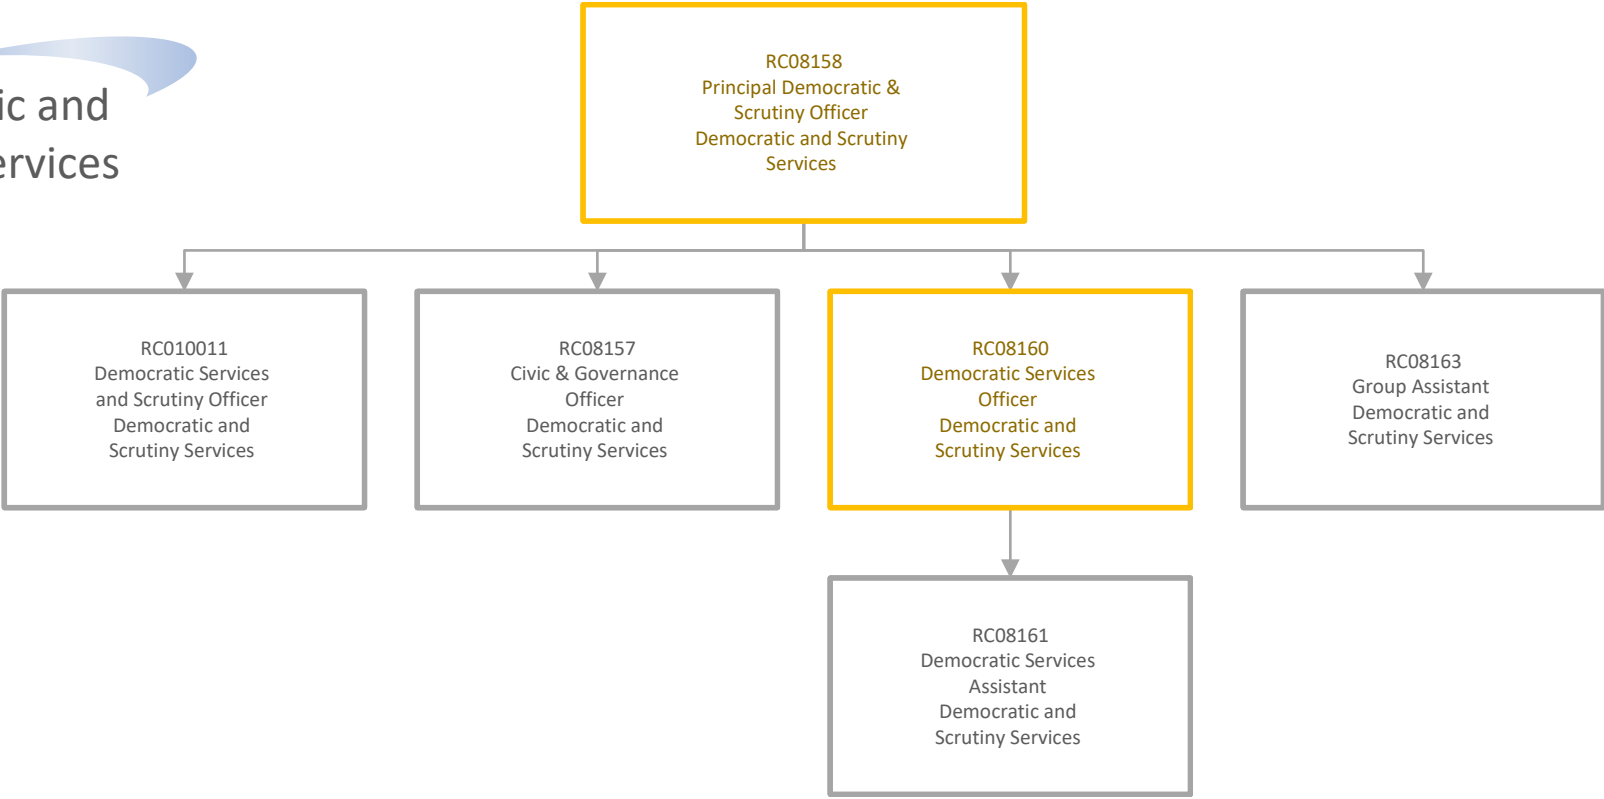 ic and
ervices
RC08158
Principal Democratic &
Scrutiny Officer
Democratic and Scrutiny
Services
RC010011
Democratic Services
and Scrutiny Officer
Democratic and
Scrutiny Services
RC08157
Civic & Governance
Officer
Democratic and
Scrutiny Services
RC08160
Democratic Services
Officer
Democratic and
Scrutiny Services
RC08163
Group Assistant
Democratic and
Scrutiny Services
RC08161
Democratic Services
Assistant
Democratic and
Scrutiny Services